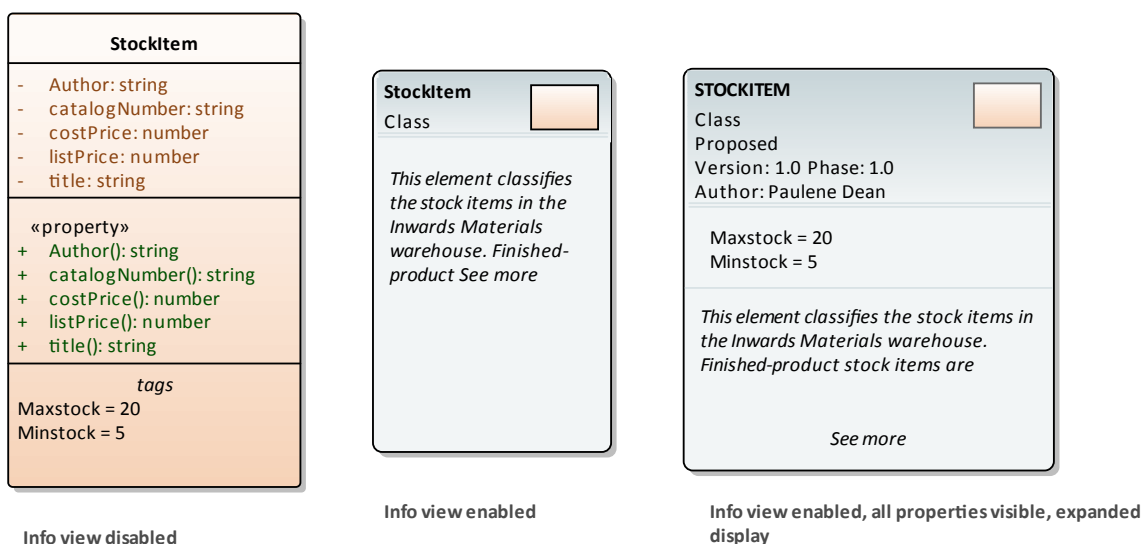 StockItem
- Author: string
- catalogNumber: string
- costPrice: number
- listPrice: number
- title: string
«property»
+ Author(): string
+ catalogNumber(): string
+ costPrice(): number
+ listPrice(): number
+ title(): string
tags
Maxstock = 20
Minstock = 5
Info view disabled
StockItem
Class
This element classifies
the stock items in the
Inwards Materials
warehouse. Finished-
product See more
Info view enabled
STOCKITEM
Class
Proposed
Version: 1.0 Phase: 1.0
Author: Paulene Dean
Maxstock = 20
Minstock = 5
This element classifies the stock items in
the Inwards Materials warehouse.
Finished-product stock items are
See more
Info view enabled, all properties visible, expanded
display